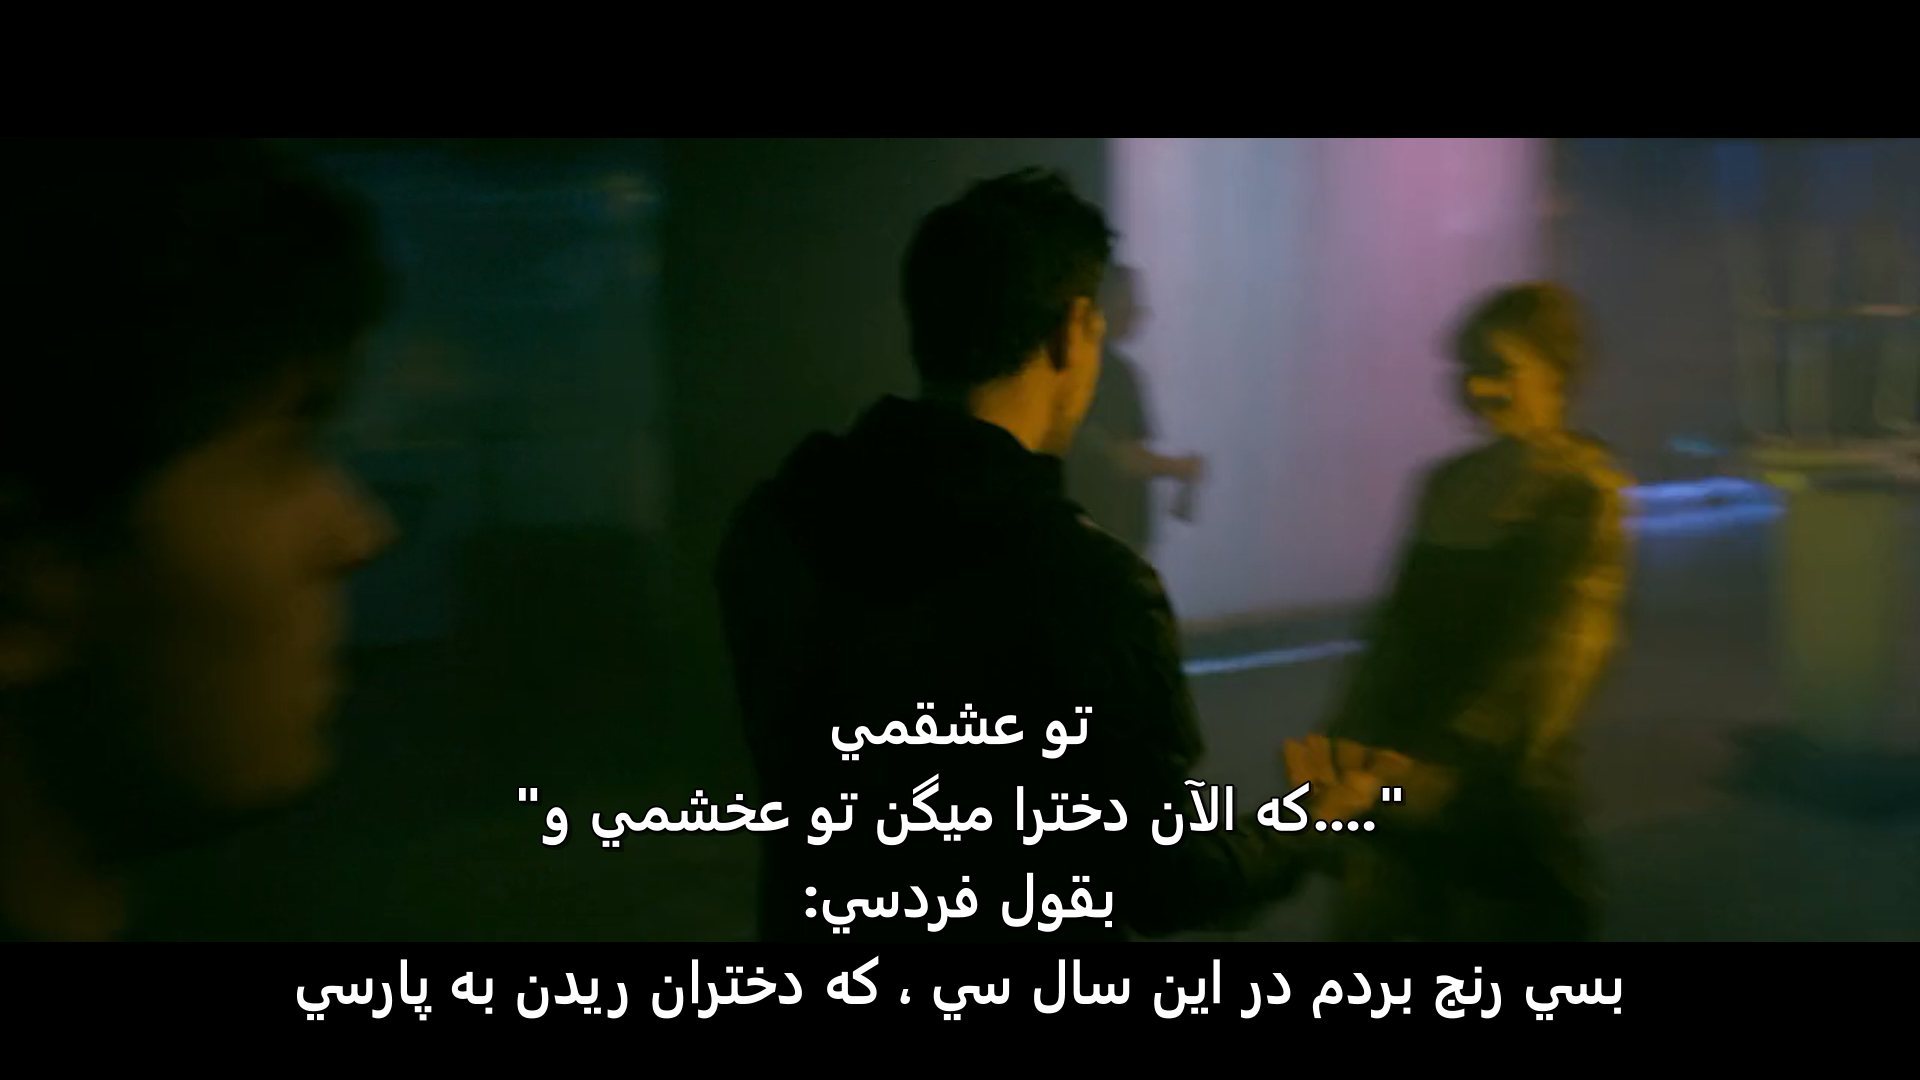 تو عشقمي
"....که الآن دخترا ميگن تو عخشمي و"
بقول فردسي:
بسي رنج بردم در اين سال سي ، که دختران ريدن به پارسي